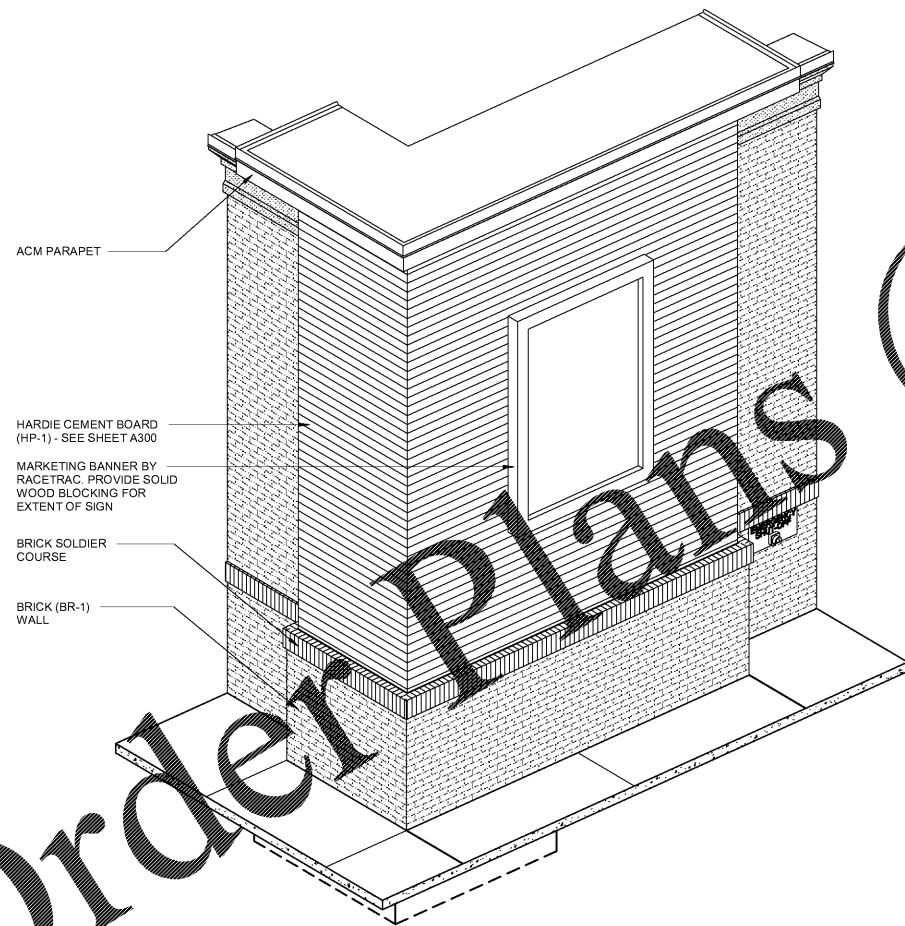 ACM PARAPET
HARDIE CEMENT BOARD
(HP-1) - SEE SHEET A300
MARKETING BANNER BY
RACETRAC. PROVIDE SOLID
WOOD BLOCKING FOR
EXTENT OF SIGN
BRICK SOLDIER
COURSE
BRICK (BR-1)
WALL
Order Plans